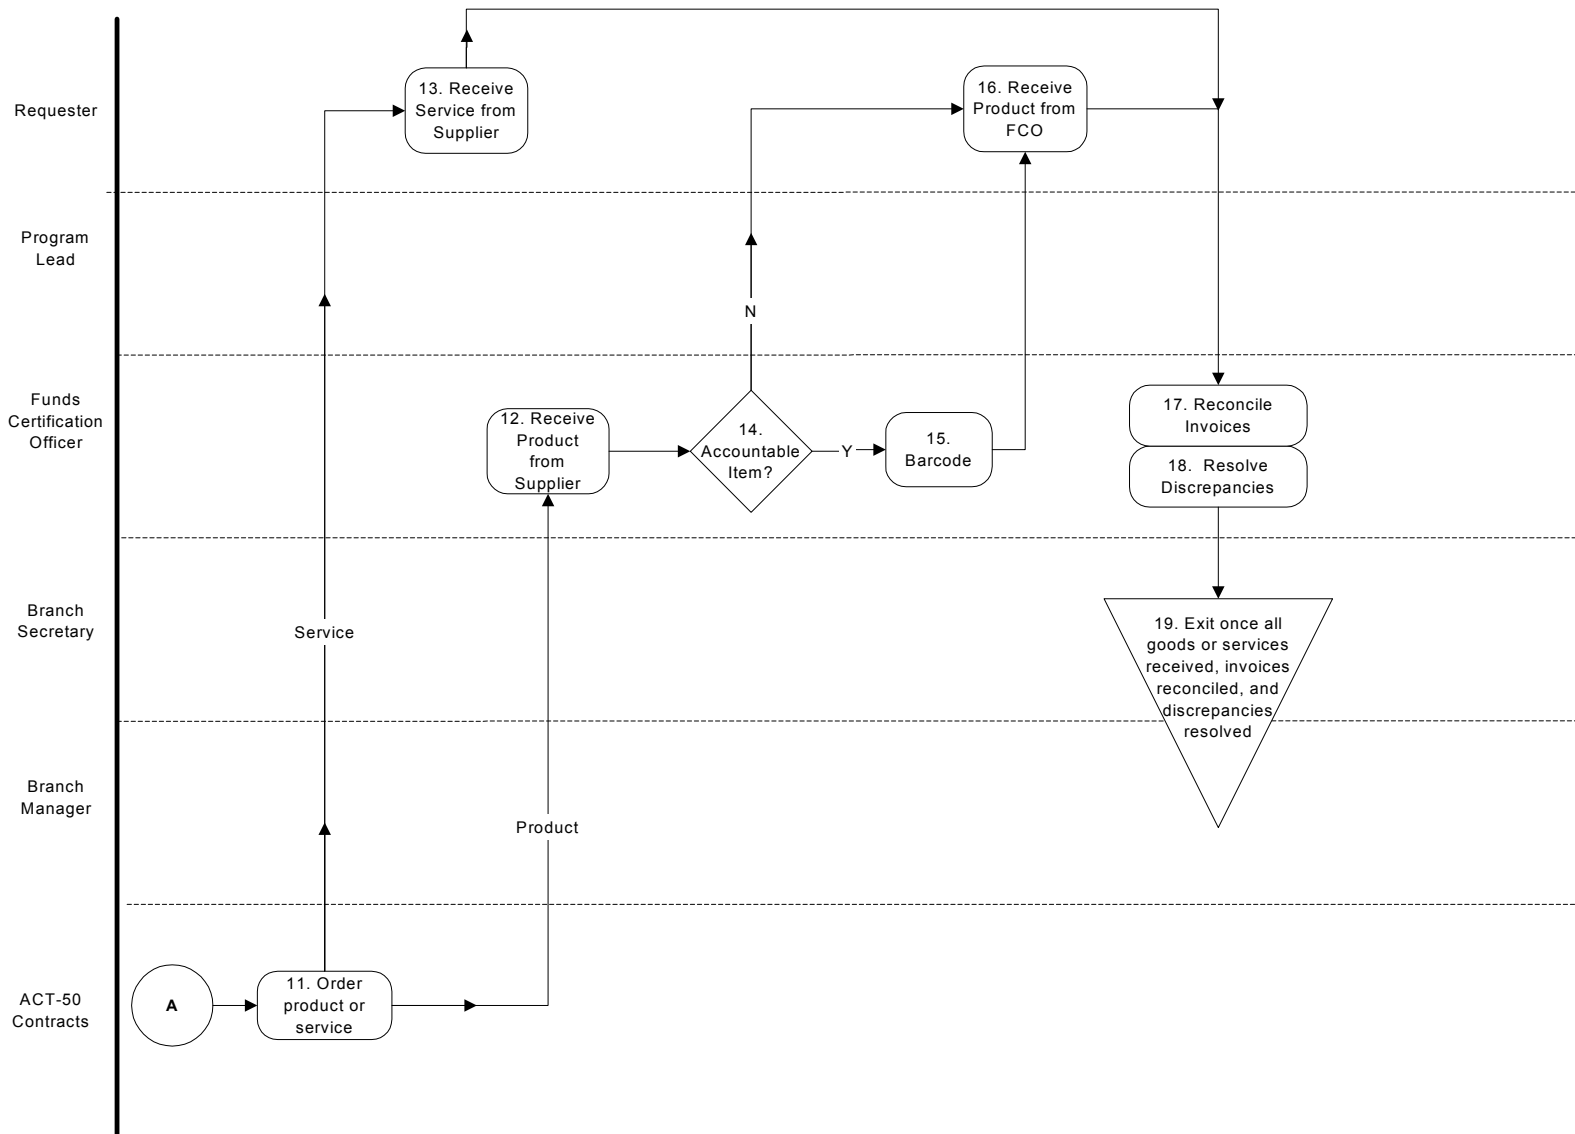 Requester
13. Receive
Service from
Supplier
16. Receive
Product from
FCO
Program
Lead
N
Funds
Certification
Officer
12. Receive
Product
from
Supplier
14.
Accountable
Item?
Y
15.
Barcode
17. Reconcile
Invoices
18. Resolve
Discrepancies
Branch
Secretary
Service
19. Exit once all
goods or services
received, invoices
reconciled, and
discrepancies
resolved
Branch
Manager
Product
ACT-50
Contracts
A
11. Order
product or
service